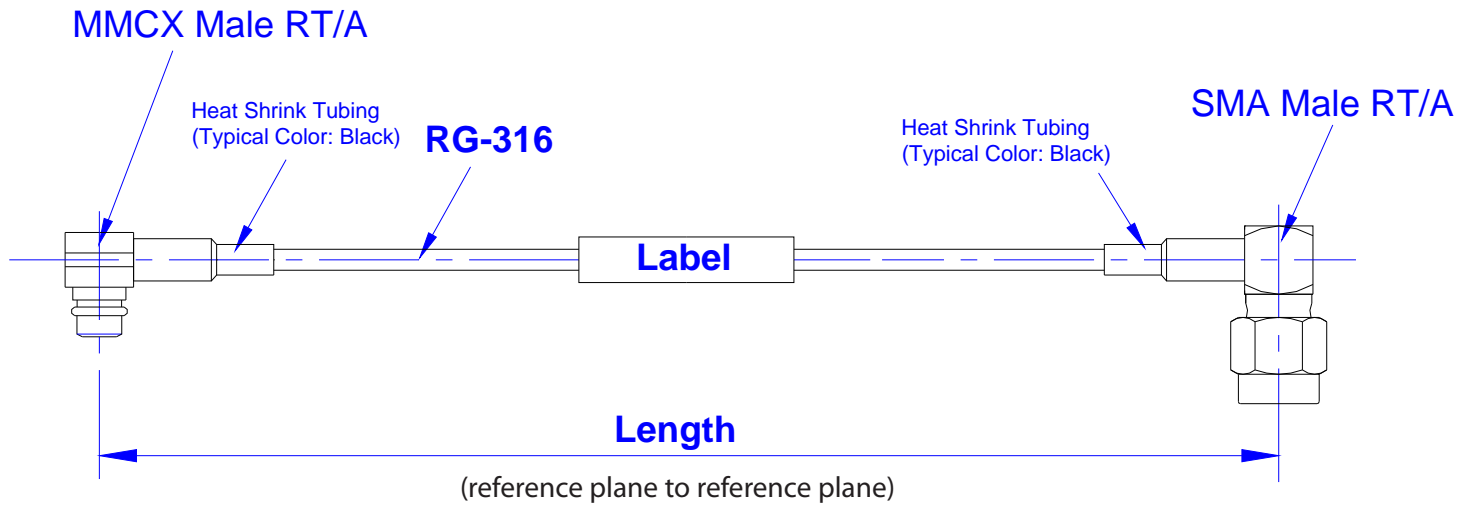 MMCX Male RT/A
SMA Male RT/A
Heat Shrink Tubing
(Typical Color: Black)
RG-316
Heat Shrink Tubing
(Typical Color: Black)
Label
Length
(reference plane to reference plane)